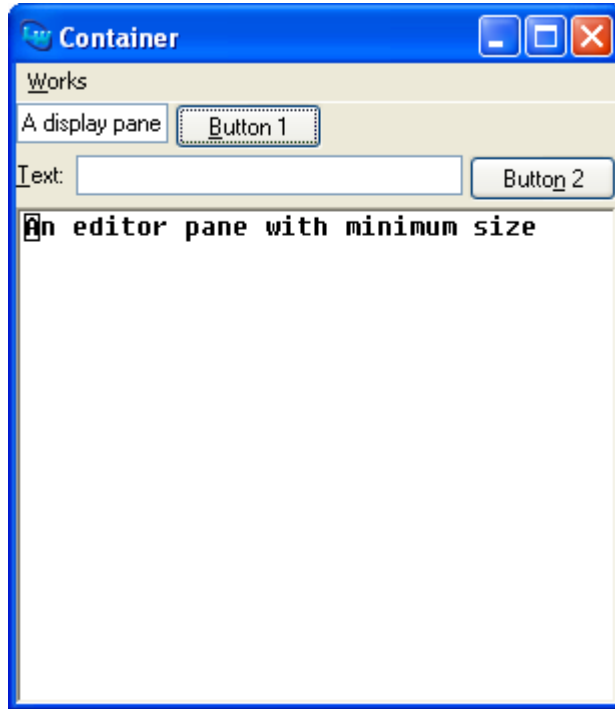 Container
Works
A display pane Button 1
Text: Button 2
An editor pane with minimum size